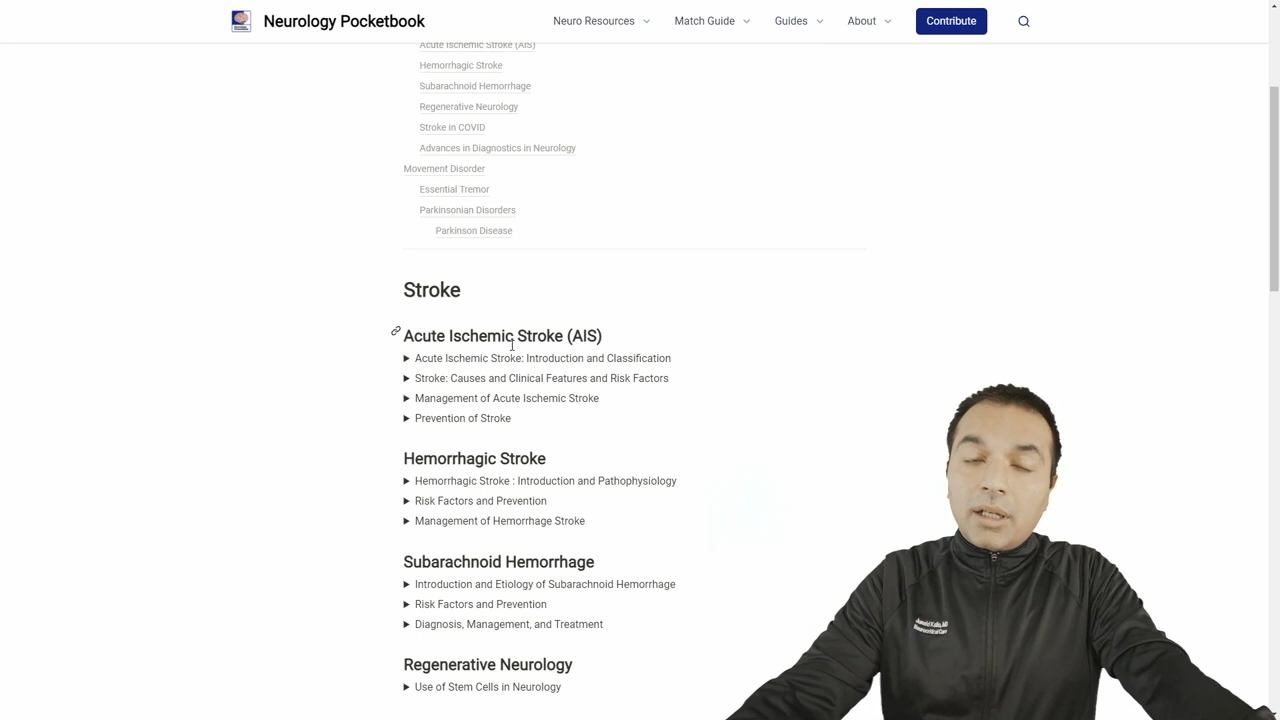 Neurology Pocketbook
Neuro Resources
Match Guide
Guides
About
Contribute
Acute Ischemic Stroke (AIS)
Hemorrhagic Stroke
Subarachnoid Hemorrhage
Regenerative Neurology
Stroke in COVID
Advances in Diagnostics in Neurology
Movement Disorder
Essential Tremor
Parkinsonian Disorders
Parkinson Disease
Stroke
Acute Ischemic Stroke (AIS)
Acute Ischemic Stroke: Introduction and Classification
Stroke: Causes and Clinical Features and Risk Factors
Management of Acute Ischemic Stroke
Prevention of Stroke
Hemorrhagic Stroke
Hemorrhagic Stroke : Introduction and Pathophysiology
Risk Factors and Prevention
Management of Hemorrhage Stroke
Subarachnoid Hemorrhage
Introduction and Etiology of Subarachnoid Hemorrhage
Risk Factors and Prevention
Diagnosis, Management, and Treatment
Regenerative Neurology
Use of Stem Cells in Neurology